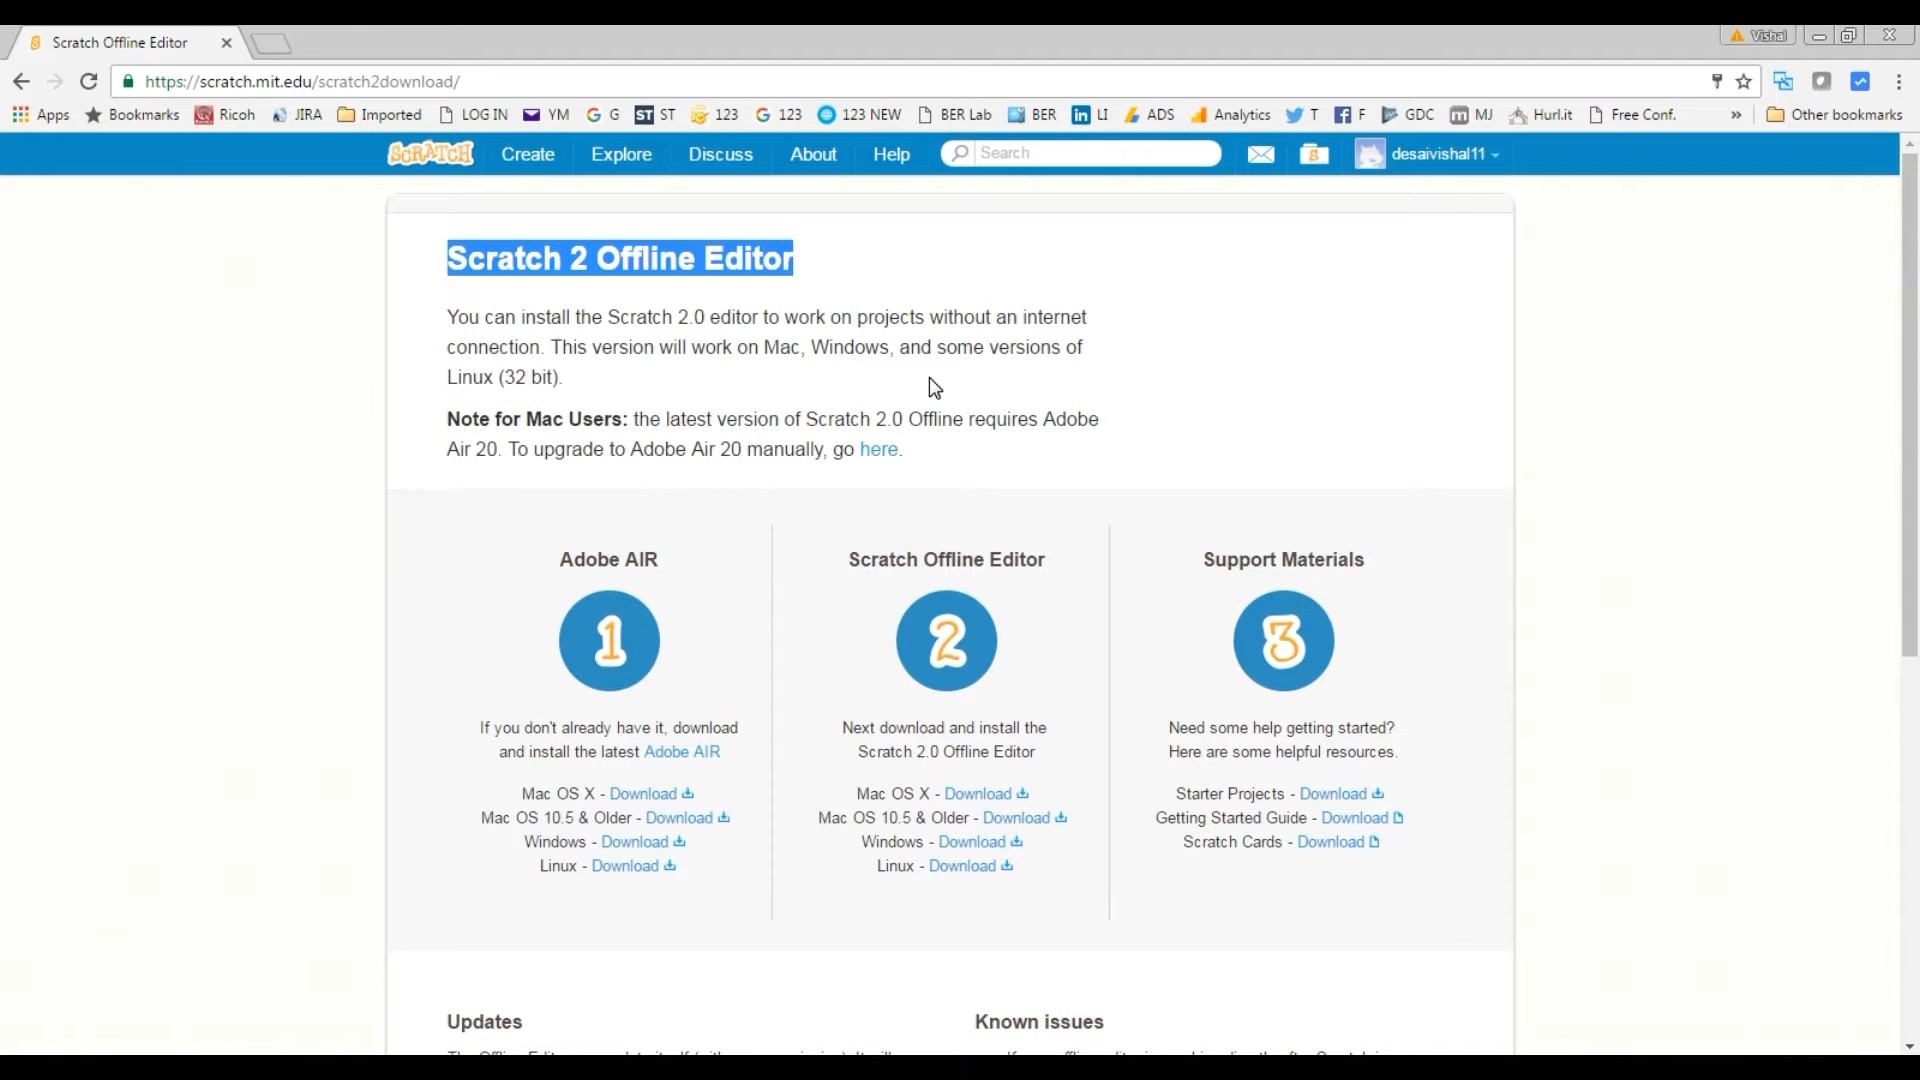 Scratch Offline Editor
Vishal
https://scratch.mit.edu/scratch2download/
Apps Bookmarks Ricoh JIRA Imported LOG IN YM G ST 123 123 123 NEW BER Lab BER LI ADS Analytics T F GDC MJ Hurl.it Free Conf. » Other bookmarks
SCRATCH Create Explore Discuss About Help Search desaivishal11
Scratch 2 Offline Editor
You can install the Scratch 2.0 editor to work on projects without an internet
connection. This version will work on Mac, Windows, and some versions of
Linux (32 bit).
Note for Mac Users: the latest version of Scratch 2.0 Offline requires Adobe
Air 20. To upgrade to Adobe Air 20 manually, go here.
Adobe AIR
1
If you don't already have it, download
and install the latest Adobe AIR
Mac OS X - Download
Mac OS 10.5 & Older - Download
Windows - Download
Linux - Download
Scratch Offline Editor
2
Next download and install the
Scratch 2.0 Offline Editor
Mac OS X - Download
Mac OS 10.5 & Older - Download
Windows - Download
Linux - Download
Support Materials
3
Need some help getting started?
Here are some helpful resources.
Starter Projects - Download
Getting Started Guide - Download
Scratch Cards - Download
Updates
Known issues